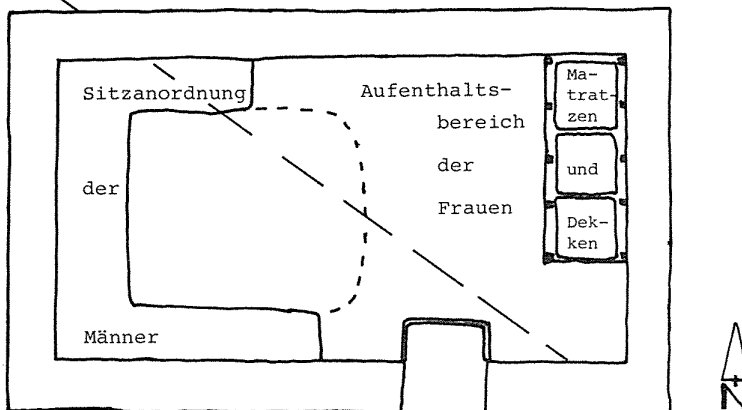 Sitzanordnung
der
Männer
Aufenthalts-
bereich
der
Frauen
Ma-
trat-
zen
und
Dek-
ken
N